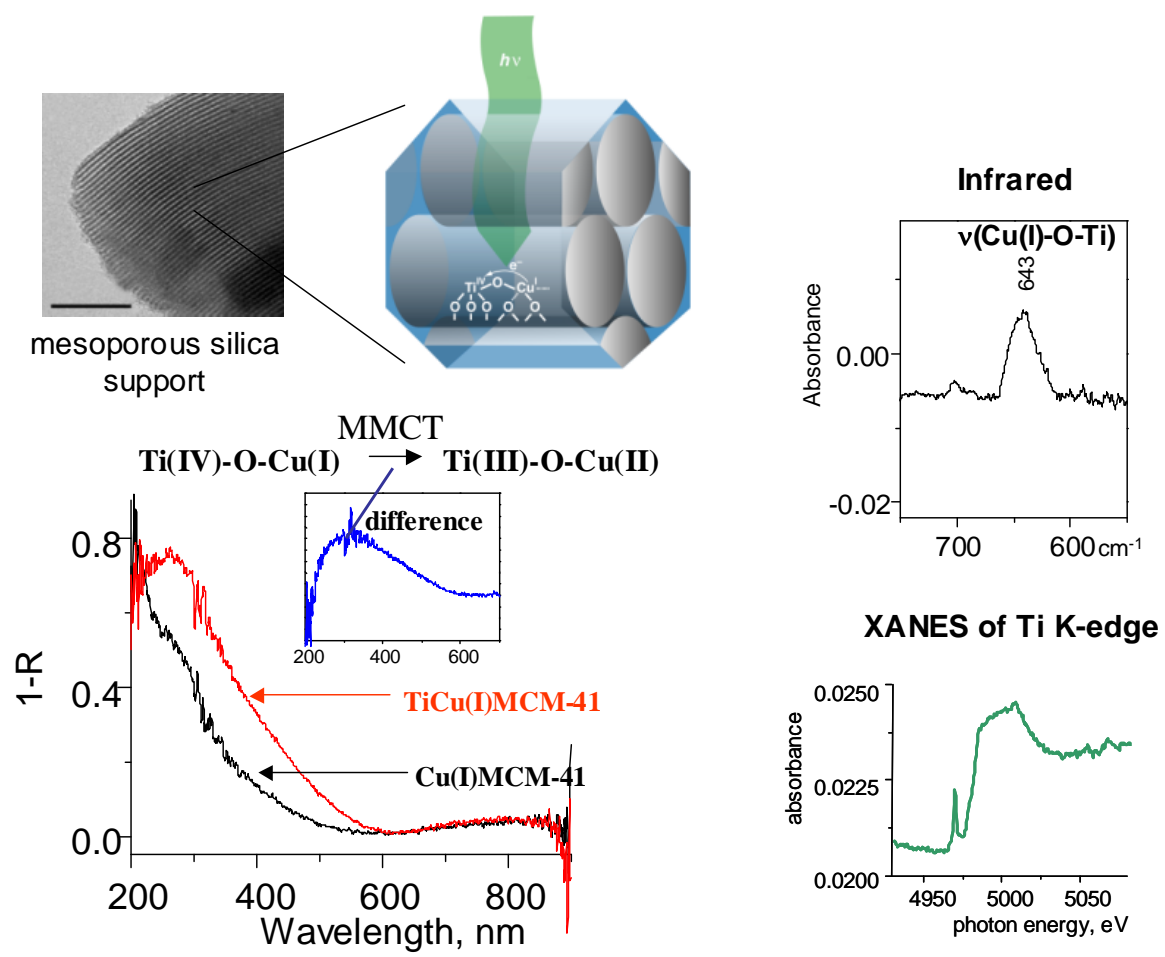 hν
e⁻
Ti^IV O Cu^I
O O O O O
mesoporous silica
support
MMCT
Ti(IV)-O-Cu(I) → Ti(III)-O-Cu(II)
difference
200 400 600
0.8
0.4
0.0
1-R
TiCu(I)MCM-41
Cu(I)MCM-41
200 400 600 800
Wavelength, nm
Infrared
ν(Cu(I)-O-Ti)
643
Absorbance
0.00
-0.02
700 600 cm⁻¹
XANES of Ti K-edge
0.0250
0.0225
0.0200
absorbance
4950 5000 5050
photon energy, eV